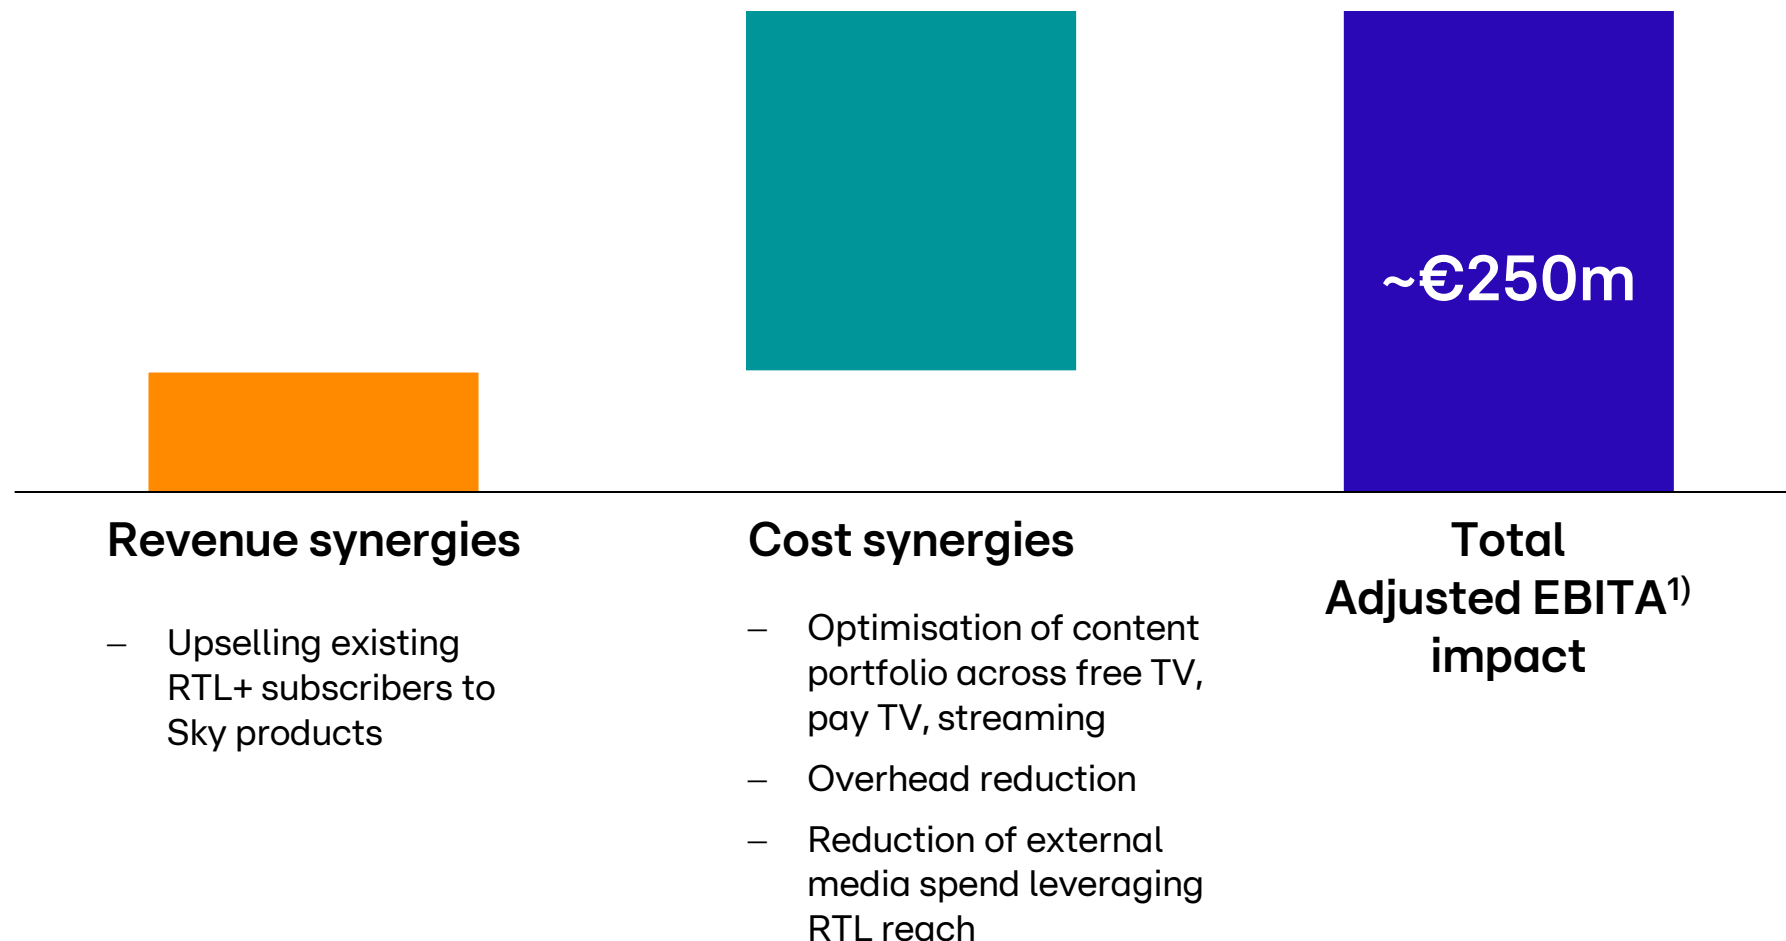 ~€250m
Revenue synergies
– Upselling existing
RTL+ subscribers to
Sky products
Cost synergies
– Optimisation of content
portfolio across free TV,
pay TV, streaming
– Overhead reduction
– Reduction of external
media spend leveraging
RTL reach
Total
Adjusted EBITA¹⁾
impact